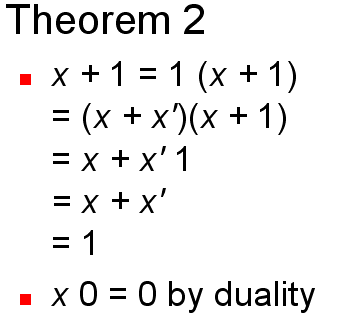 Theorem 2
▪ x + 1 = 1 (x + 1)
= (x + x′)(x + 1)
= x + x′ 1
= x + x′
= 1
▪ x 0 = 0 by duality